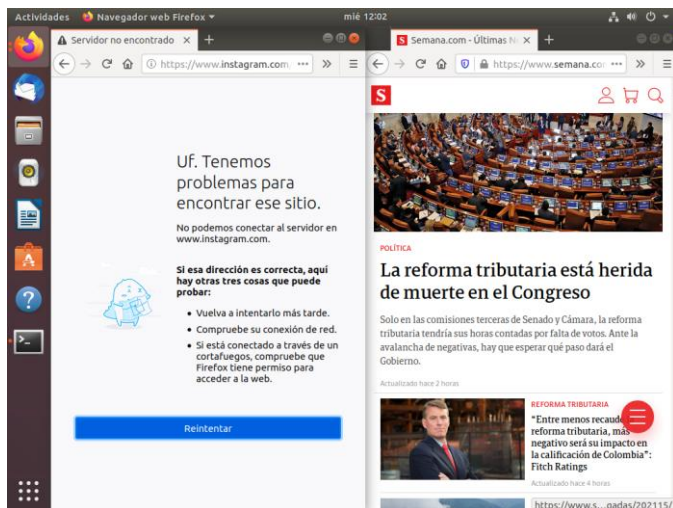 Actividades
Navegador web Firefox
mié 12:02
Servidor no encontrado
https://www.instagram.com
Uf. Tenemos
problemas para
encontrar ese sitio.
No podemos conectar al servidor en
www.instagram.com.
Si esa dirección es correcta, aquí
hay otras tres cosas que puede
probar:
• Vuelva a intentarlo más tarde.
• Compruebe su conexión de red.
• Si está conectado a través de un
cortafuegos, compruebe que
Firefox tiene permiso para
acceder a la web.
Reintentar
Semana.com - Últimas
https://www.semana.co
S
POLÍTICA
La reforma tributaria está herida
de muerte en el Congreso
Solo en las comisiones terceras de Senado y Cámara, la reforma
tributaria tendría sus horas contadas por falta de votos. Ante la
avalancha de negativas, hay que esperar qué paso dará el
Gobierno.
Actualizado hace 2 horas
REFORMA TRIBUTARIA
“Entre menos recaude
reforma tributaria, más
negativo será su impacto en
la calificación de Colombia”:
Fitch Ratings
Actualizado hace 4 horas
https://www.s…gadas/202115/